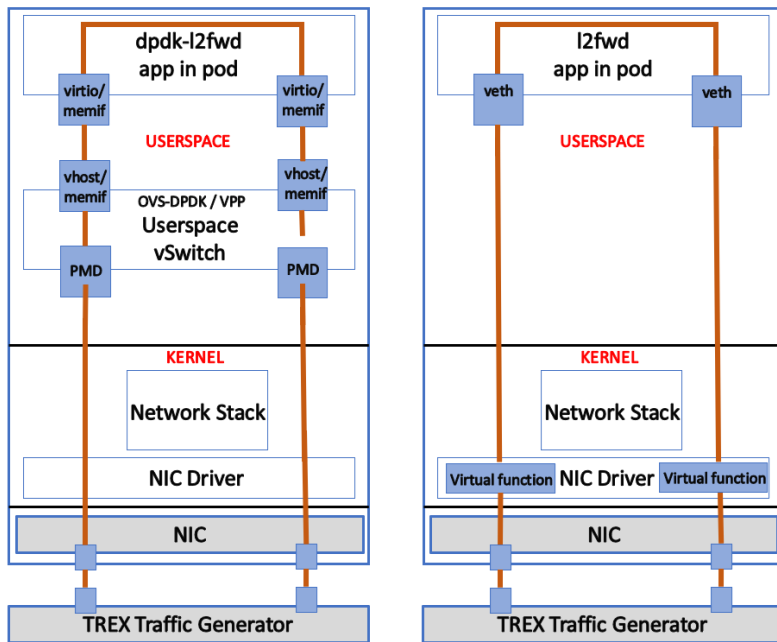 dpdk-l2fwd
app in pod
virtio/
memif
virtio/
memif
USERSPACE
vhost/
memif
vhost/
memif
OVS-DPDK / VPP
Userspace
vSwitch
PMD
PMD
KERNEL
Network Stack
NIC Driver
NIC
TREX Traffic Generator
l2fwd
app in pod
veth
veth
USERSPACE
KERNEL
Network Stack
Virtual function
NIC Driver
Virtual function
NIC
TREX Traffic Generator